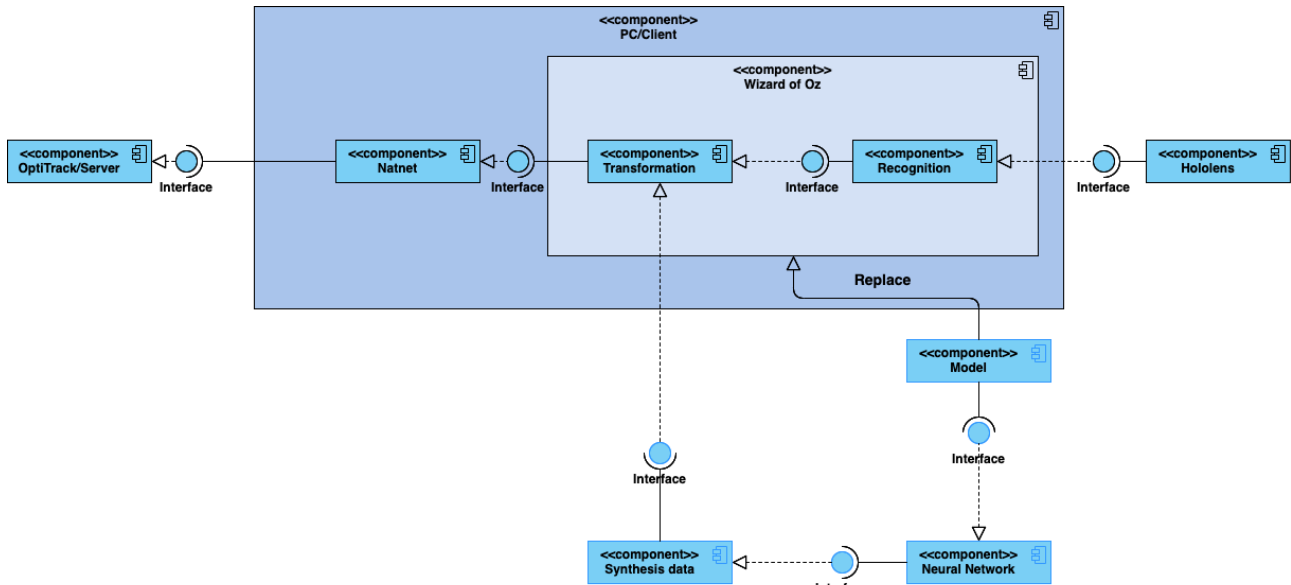 <<component>>
PC/Client
<<component>>
Wizard of Oz
<<component>>
OptiTrack/Server
Interface
<<component>>
Natnet
Interface
<<component>>
Transformation
Interface
<<component>>
Recognition
Interface
<<component>>
Hololens
Replace
<<component>>
Model
Interface
Interface
<<component>>
Synthesis data
<<component>>
Neural Network